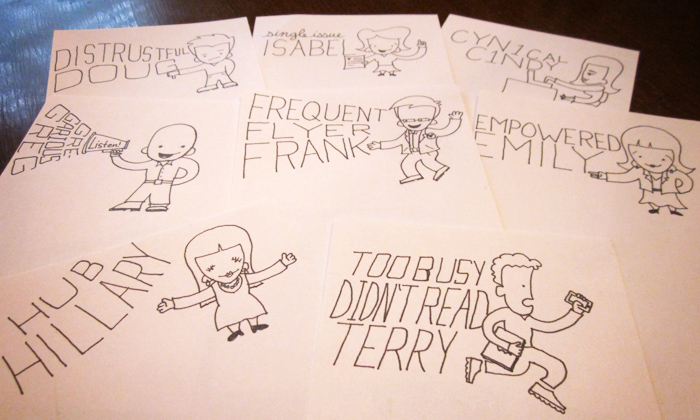 DISTRUSTFUL
DOUG
single issue
ISABEL
CYNICAL
CINDY
GREG
Listen!
FREQUENT
FLYER
FRANK
EMPOWERED
EMILY
HUB
HILLARY
TOO BUSY
DIDN'T READ
TERRY